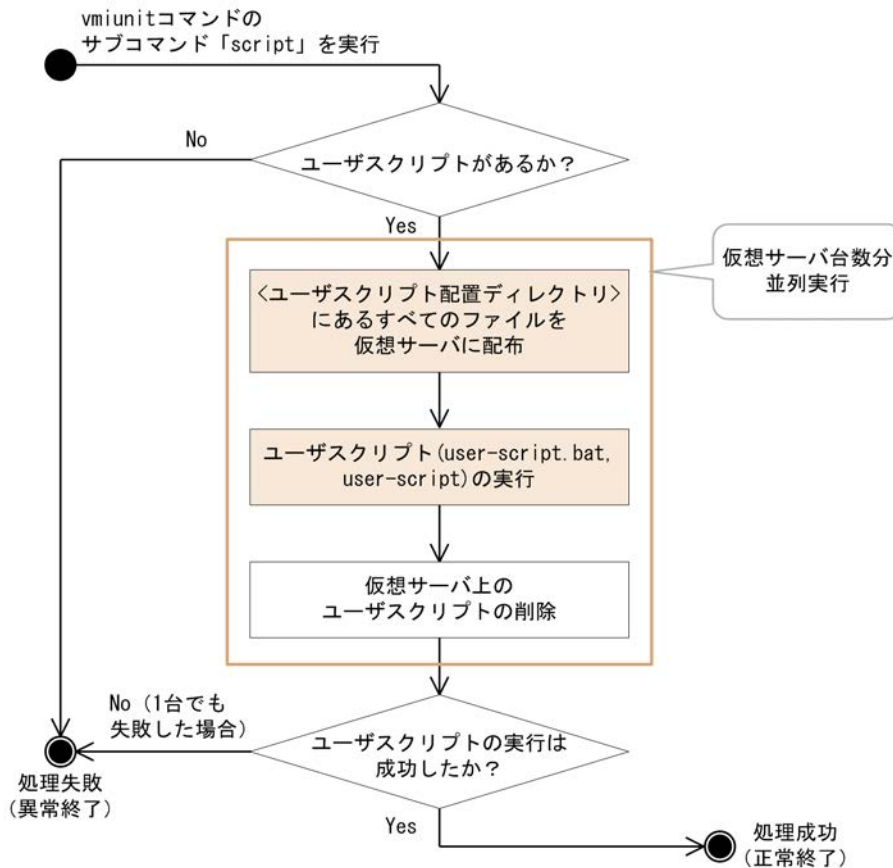 vmiunitコマンドの
サブコマンド「script」を実行
No
ユーザスクリプトがあるか？
Yes
仮想サーバ台数分
並列実行
<ユーザスクリプト配置ディレクトリ>
にあるすべてのファイルを
仮想サーバに配布
ユーザスクリプト(user-script.bat,
user-script)の実行
仮想サーバ上の
ユーザスクリプトの削除
No（1台でも
失敗した場合）
ユーザスクリプトの実行は
成功したか？
処理失敗
(異常終了)
Yes
処理成功
(正常終了)